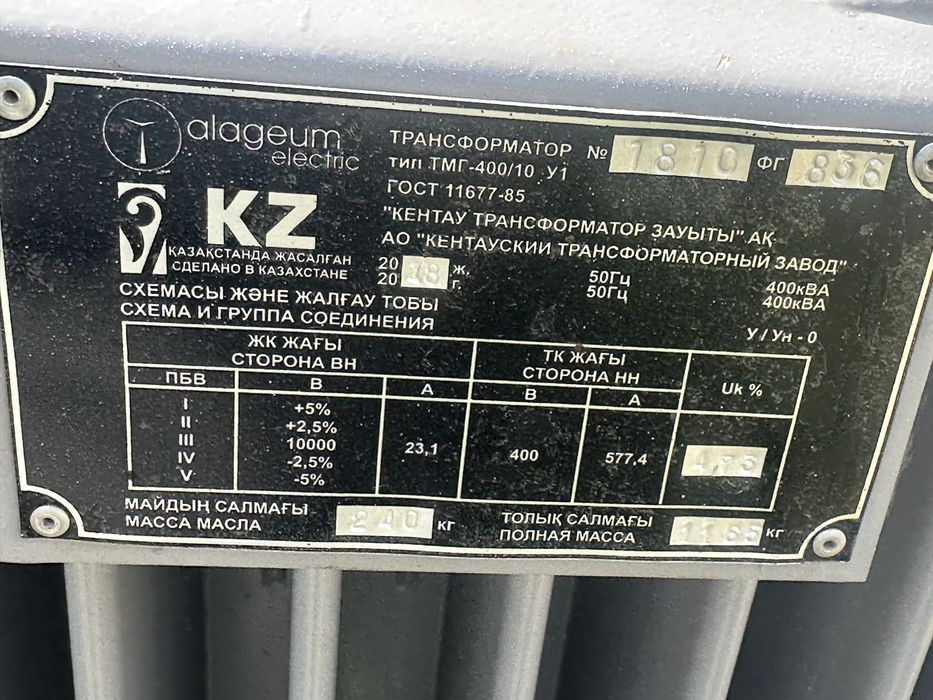 alageum
electric
KZ
ҚАЗАҚСТАНДА ЖАСАЛҒАН
СДЕЛАНО В КАЗАХСТАНЕ
ТРАНСФОРМАТОР № 1810 ФГ 836
тип ТМГ-400/10 У1
ГОСТ 11677-85
"КЕНТАУ ТРАНСФОРМАТОР ЗАУЫТЫ" АҚ
АО "КЕНТАУСКИЙ ТРАНСФОРМАТОРНЫЙ ЗАВОД"
20 18 ж. 50Гц 400кВА
20 г. 50Гц 400кВА
СХЕМАСЫ ЖӘНЕ ЖАЛҒАУ ТОБЫ
СХЕМА И ГРУППА СОЕДИНЕНИЯ
У / Ун - 0
ЖК ЖАҒЫ ТК ЖАҒЫ
СТОРОНА ВН СТОРОНА НН Uk %
ПБВ В А В А
I +5%
II +2,5%
III 10000 23,1 400 577,4
IV -2,5%
V -5%
МАЙДЫҢ САЛМАҒЫ
МАССА МАСЛА 240 кг
ТОЛЫҚ САЛМАҒЫ
ПОЛНАЯ МАССА кг